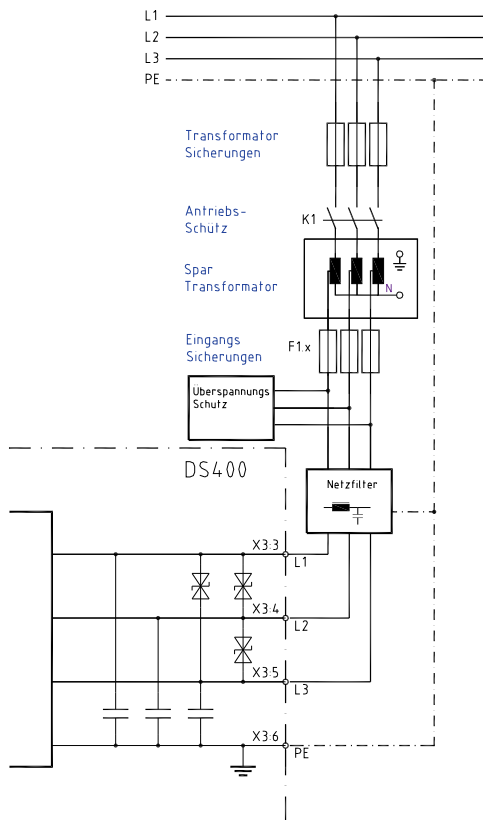 L1
L2
L3
PE
Transformator
Sicherungen
Antriebs-
Schütz
K1
Spar
Transformator
N
Eingangs
Sicherungen
F1.x
Überspannungs
Schutz
DS400
Netzfilter
X3:3
L1
X3:4
L2
X3:5
L3
X3:6
PE